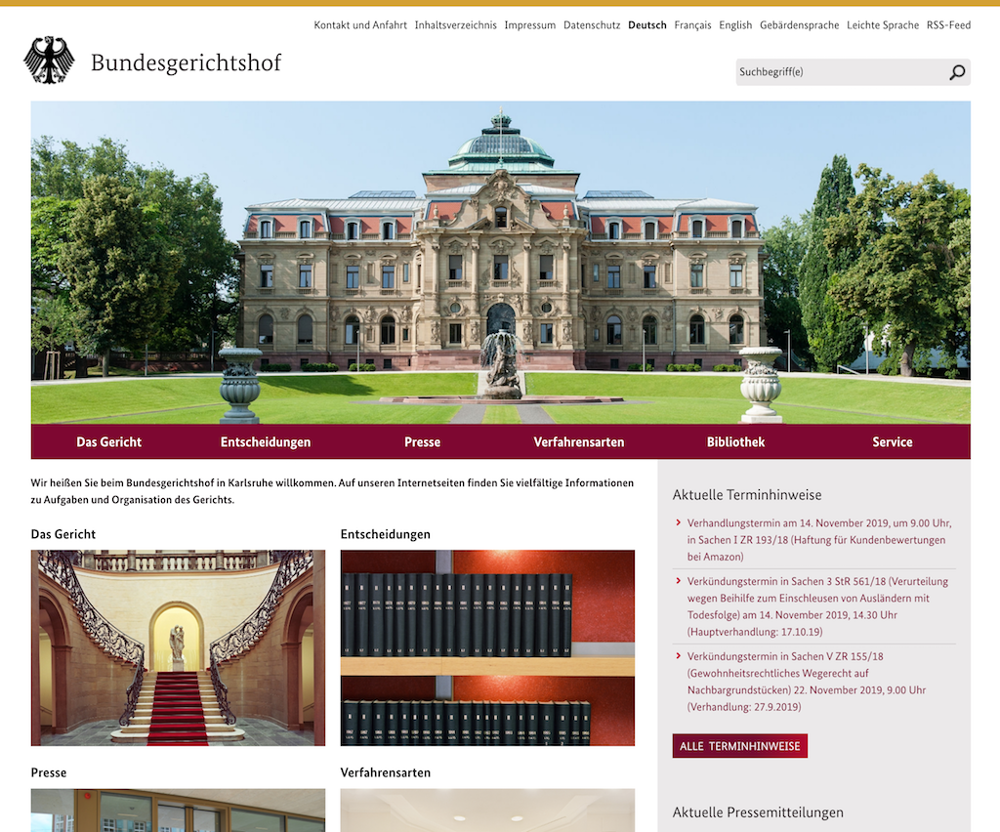 Kontakt und Anfahrt Inhaltsverzeichnis Impressum Datenschutz Deutsch Français English Gebärdensprache Leichte Sprache RSS-Feed
Bundesgerichtshof
Suchbegriff(e)
Das Gericht Entscheidungen Presse Verfahrensarten Bibliothek Service
Wir heißen Sie beim Bundesgerichtshof in Karlsruhe willkommen. Auf unseren Internetseiten finden Sie vielfältige Informationen
zu Aufgaben und Organisation des Gerichts.
Das Gericht
Entscheidungen
Presse
Verfahrensarten
Aktuelle Terminhinweise
Verhandlungstermin am 14. November 2019, um 9.00 Uhr,
in Sachen I ZR 193/18 (Haftung für Kundenbewertungen
bei Amazon)
Verkündungstermin in Sachen 3 StR 561/18 (Verurteilung
wegen Beihilfe zum Einschleusen von Ausländern mit
Todesfolge) am 14. November 2019, 14.30 Uhr
(Hauptverhandlung: 17.10.19)
Verkündungstermin in Sachen V ZR 155/18
(Gewohnheitsrechtliches Wegerecht auf
Nachbargrundstücken) 22. November 2019, 9.00 Uhr
(Verhandlung: 27.9.2019)
ALLE TERMINHINWEISE
Aktuelle Pressemitteilungen